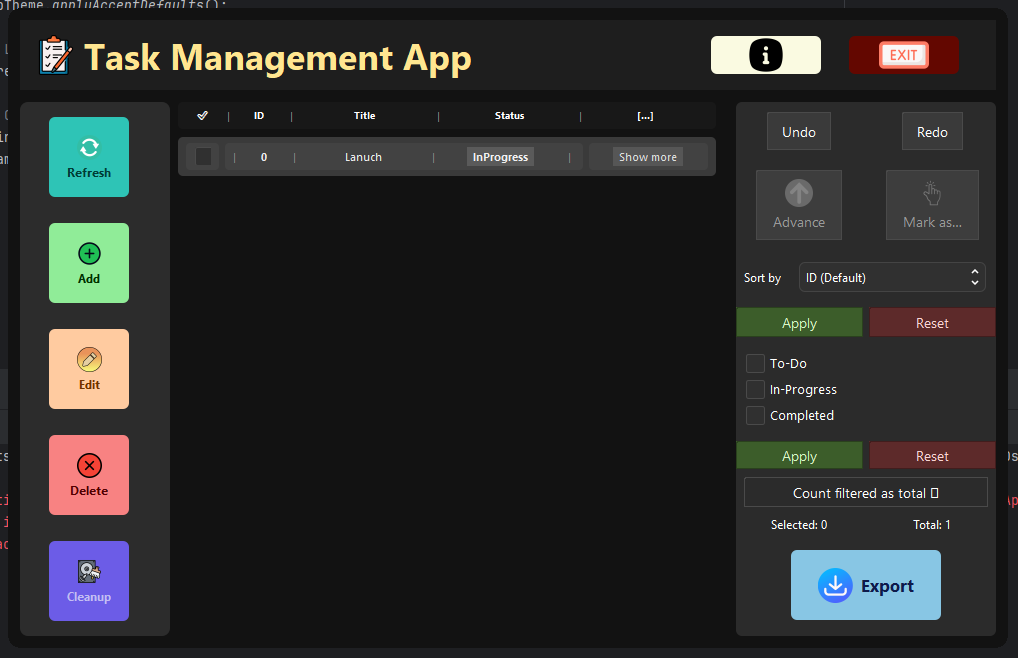 applyAccentDefaults();
Task Management App
EXIT
Refresh
Add
Edit
Delete
Cleanup
| ID | Title | Status | [...]
| 0 | Lanuch | InProgress | Show more
Undo Redo
Advance Mark as...
Sort by ID (Default)
Apply Reset
To-Do
In-Progress
Completed
Apply Reset
Count filtered as total
Selected: 0 Total: 1
Export